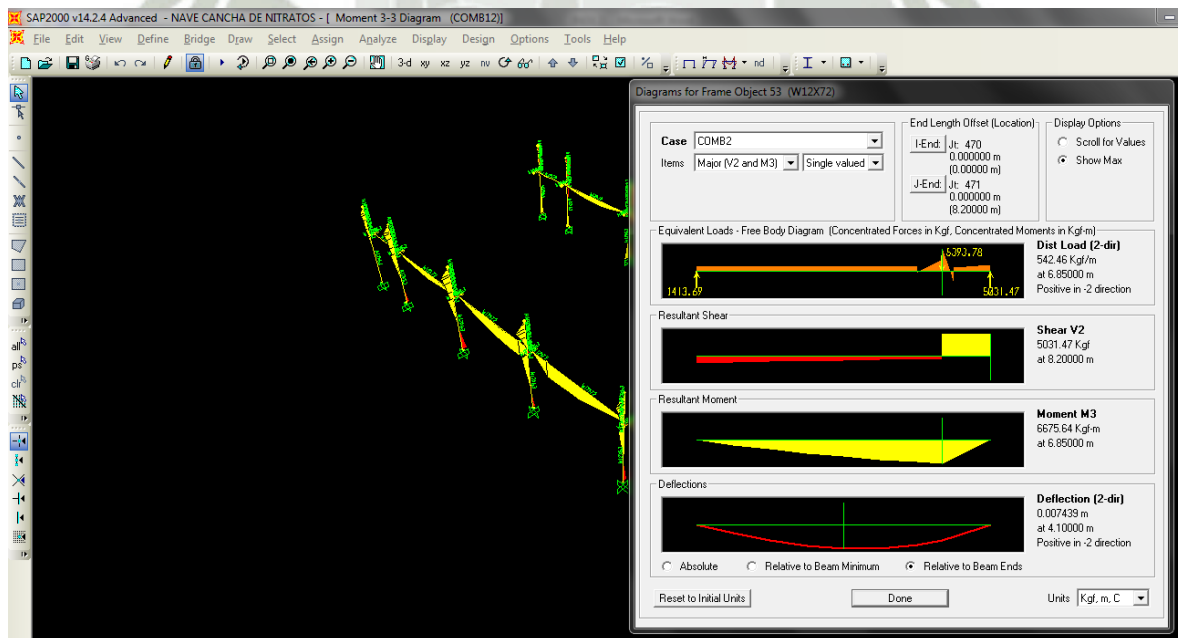 SAP2000 v14.2.4 Advanced - NAVE CANCHA DE NITRATOS - [ Moment 3-3 Diagram (COMB12)]
File Edit View Define Bridge Draw Select Assign Analyze Display Design Options Tools Help
3-d xy xz yz nv
nd
all
ps
clr
Diagrams for Frame Object 53 (W12X72)
Case COMB2
Items Major (V2 and M3) Single valued
End Length Offset (Location)
I-End: Jt: 470
0.000000 m
(0.00000 m)
J-End: Jt: 471
0.000000 m
(8.20000 m)
Display Options
Scroll for Values
Show Max
Equivalent Loads - Free Body Diagram (Concentrated Forces in Kgf, Concentrated Moments in Kgf-m)
5393.78
1413.69
5031.47
Dist Load (2-dir)
542.46 Kgf/m
at 6.85000 m
Positive in -2 direction
Resultant Shear
Shear V2
5031.47 Kgf
at 8.20000 m
Resultant Moment
Moment M3
6675.64 Kgf-m
at 6.85000 m
Deflections
Deflection (2-dir)
0.007439 m
at 4.10000 m
Positive in -2 direction
Absolute Relative to Beam Minimum Relative to Beam Ends
Reset to Initial Units Done Units Kgf, m, C